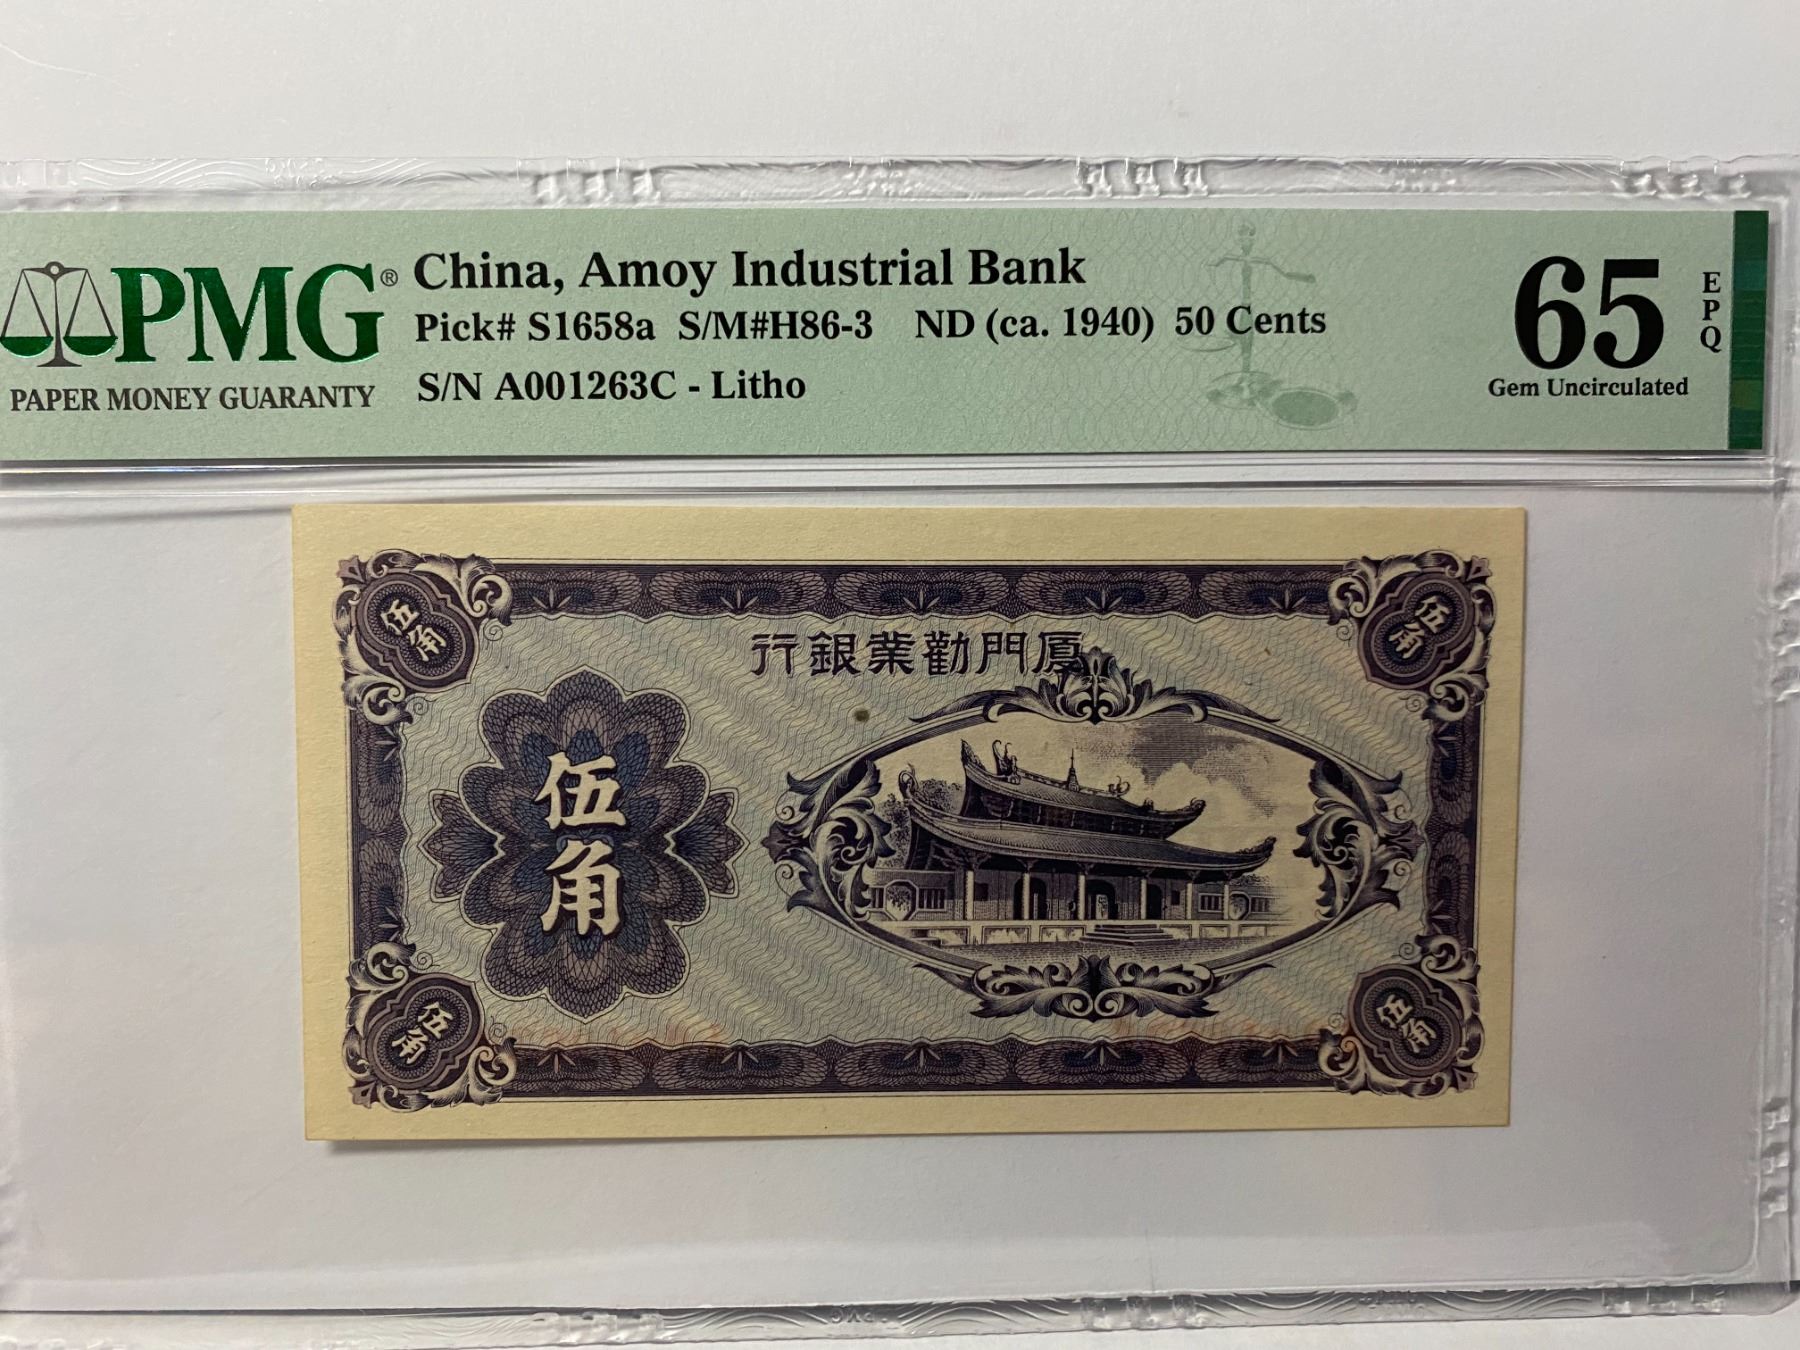 PMG®
PAPER MONEY GUARANTY
China, Amoy Industrial Bank
Pick# S1658a S/M#H86-3 ND (ca. 1940) 50 Cents
S/N A001263C - Litho
65 EPQ
Gem Uncirculated
伍角
伍角
行銀業勸門厦
伍角
伍角
伍角